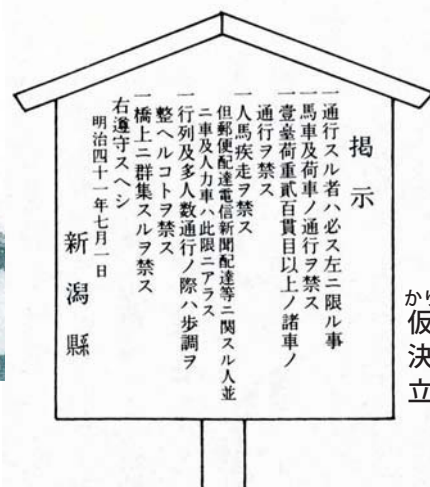 掲示
一通行スル者ハ必ス左ニ限ル事
一馬車及荷車ノ通行ヲ禁ス
一壹臺荷重貳百貫目以上ノ諸車ノ
通行ヲ禁ス
一人馬疾走ヲ禁ス
但郵便配達電信新聞配達等ニ関スル人並
ニ車及人力車ハ此限ニアラス
一行列及多人数通行ノ際ハ歩調ヲ
整ヘルコトヲ禁ス
一橋上ニ群集スルヲ禁ス
右遵守スヘシ
明治四十一年七月一日
新潟縣
かり
仮
決
立